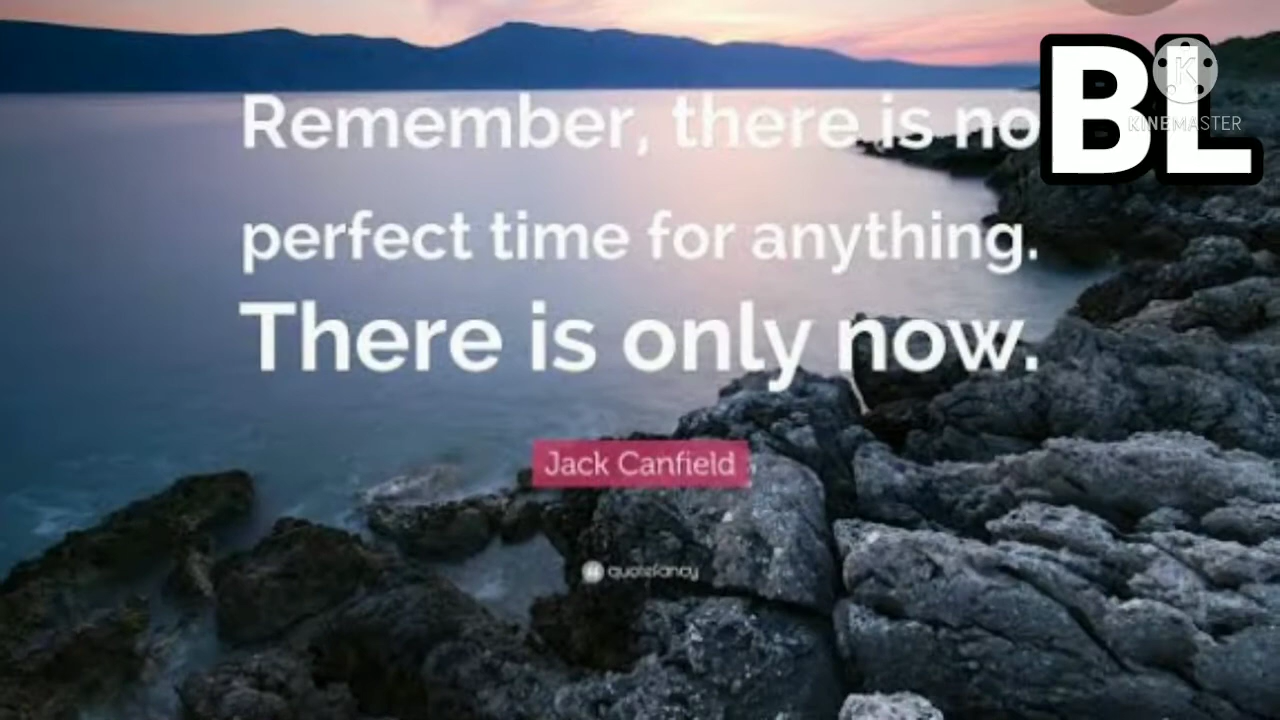 BL
KINEMASTER
Remember, there is no
perfect time for anything.
There is only now.
Jack Canfield
quotefancy